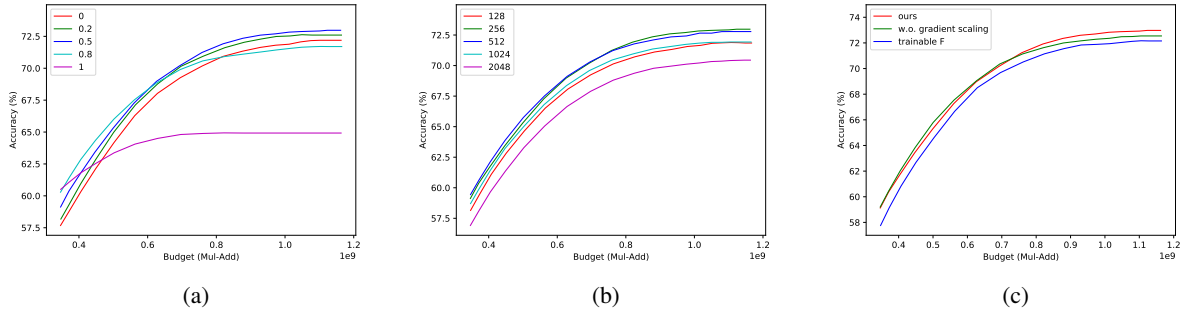 0
0.2
0.5
0.8
1
72.5
70.0
67.5
65.0
62.5
60.0
57.5
Accuracy (%)
0.4 0.6 0.8 1.0 1.2
1e9
Budget (Mul-Add)
(a)
128
256
512
1024
2048
75.0
72.5
70.0
67.5
65.0
62.5
60.0
57.5
Accuracy (%)
0.4 0.6 0.8 1.0 1.2
1e9
Budget (Mul-Add)
(b)
ours
w.o. gradient scaling
trainable F
74
72
70
68
66
64
62
60
58
Accuracy (%)
0.4 0.5 0.6 0.7 0.8 0.9 1.0 1.1 1.2
1e9
Budget (Mul-Add)
(c)